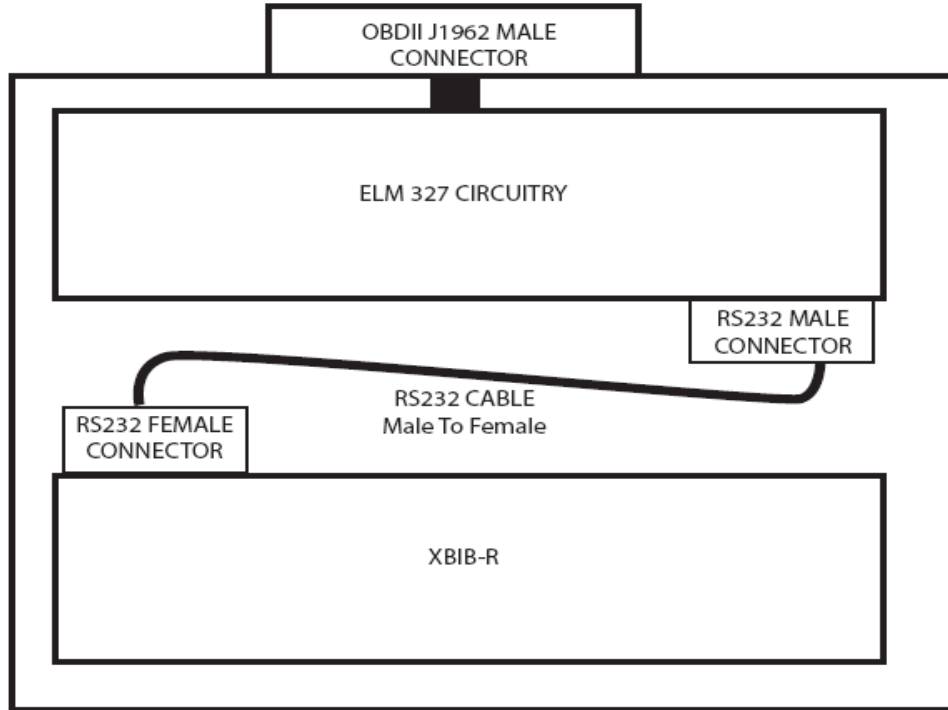 OBDII J1962 MALE
CONNECTOR
ELM 327 CIRCUITRY
RS232 MALE
CONNECTOR
RS232 CABLE
Male To Female
RS232 FEMALE
CONNECTOR
XBIB-R